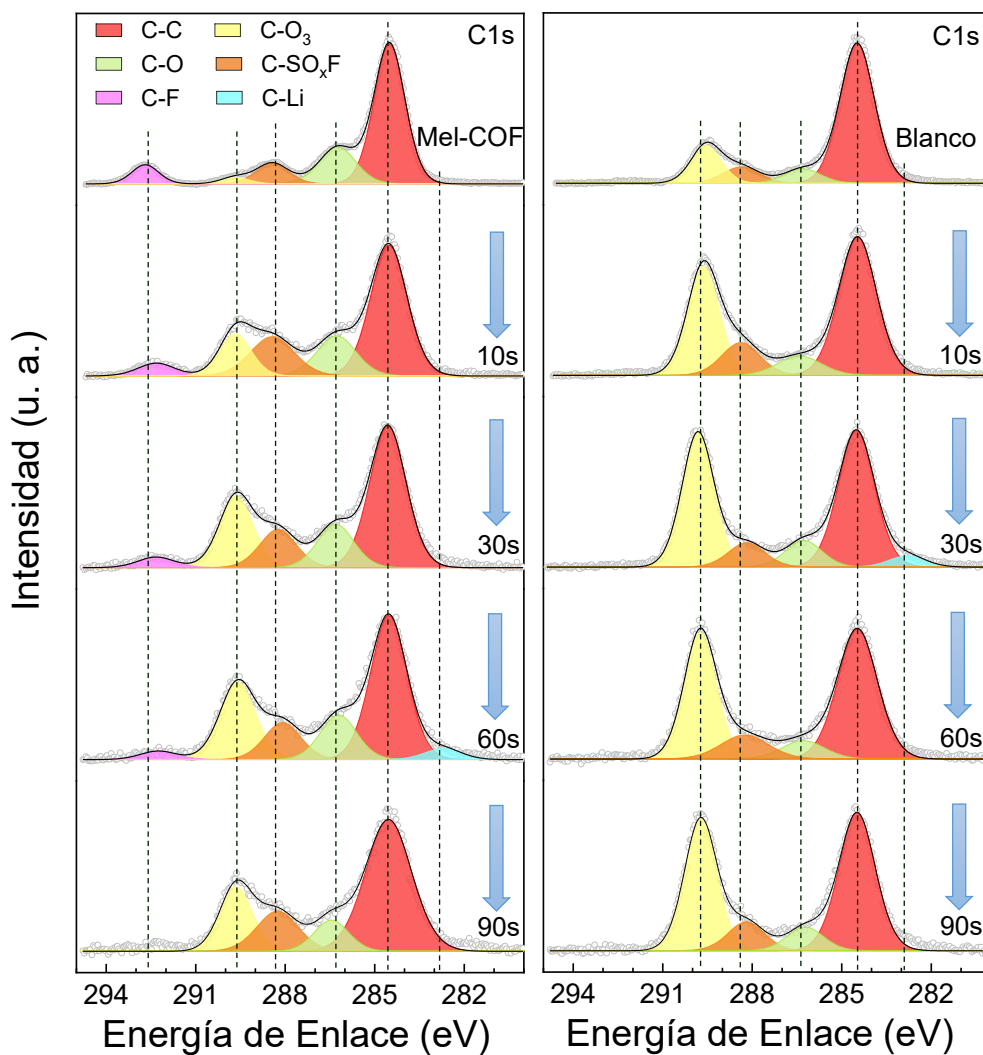 Intensidad (u. a.)
C-C
C-O₃
C-O
C-SOₓF
C-F
C-Li
C1s
Mel-COF
10s
30s
60s
90s
294 291 288 285 282
Energía de Enlace (eV)
C1s
Blanco
10s
30s
60s
90s
294 291 288 285 282
Energía de Enlace (eV)